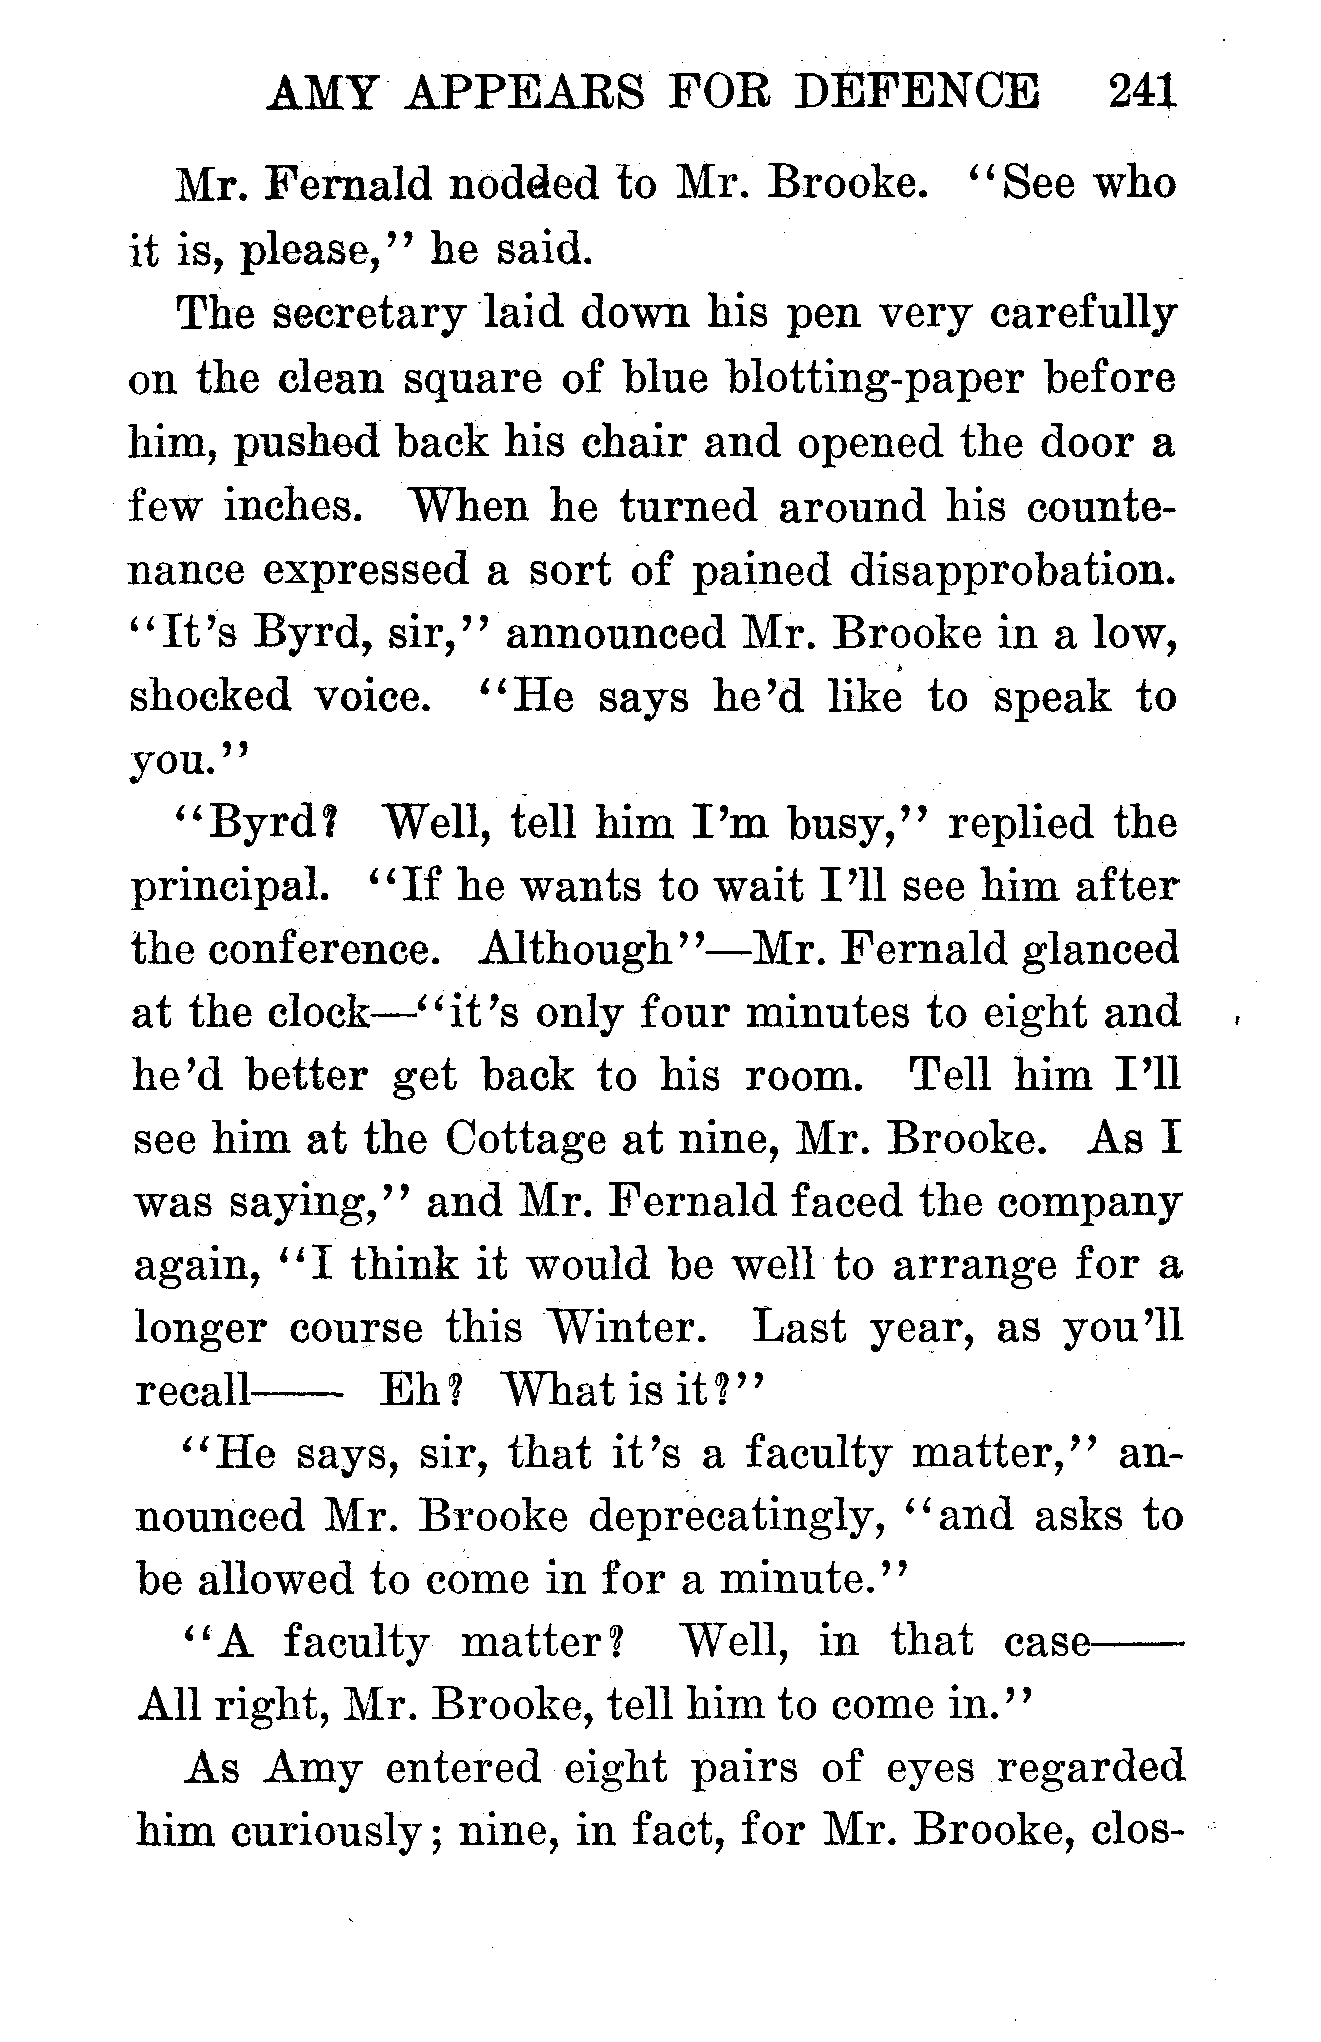 AMY APPEARS FOR DEFENCE 241
Mr. Fernald nodded to Mr. Brooke. "See who
it is, please," he said.
The secretary laid down his pen very carefully
on the clean square of blue blotting-paper before
him, pushed back his chair and opened the door a
few inches. When he turned around his counte-
nance expressed a sort of pained disapprobation.
"It's Byrd, sir," announced Mr. Brooke in a low,
shocked voice. "He says he'd like to speak to
you."
"Byrd? Well, tell him I'm busy," replied the
principal. "If he wants to wait I'll see him after
the conference. Although"—Mr. Fernald glanced
at the clock—"it's only four minutes to eight and
he'd better get back to his room. Tell him I'll
see him at the Cottage at nine, Mr. Brooke. As I
was saying," and Mr. Fernald faced the company
again, "I think it would be well to arrange for a
longer course this Winter. Last year, as you'll
recall—— Eh? What is it?"
"He says, sir, that it's a faculty matter," an-
nounced Mr. Brooke deprecatingly, "and asks to
be allowed to come in for a minute."
"A faculty matter? Well, in that case——
All right, Mr. Brooke, tell him to come in."
As Amy entered eight pairs of eyes regarded
him curiously; nine, in fact, for Mr. Brooke, clos-